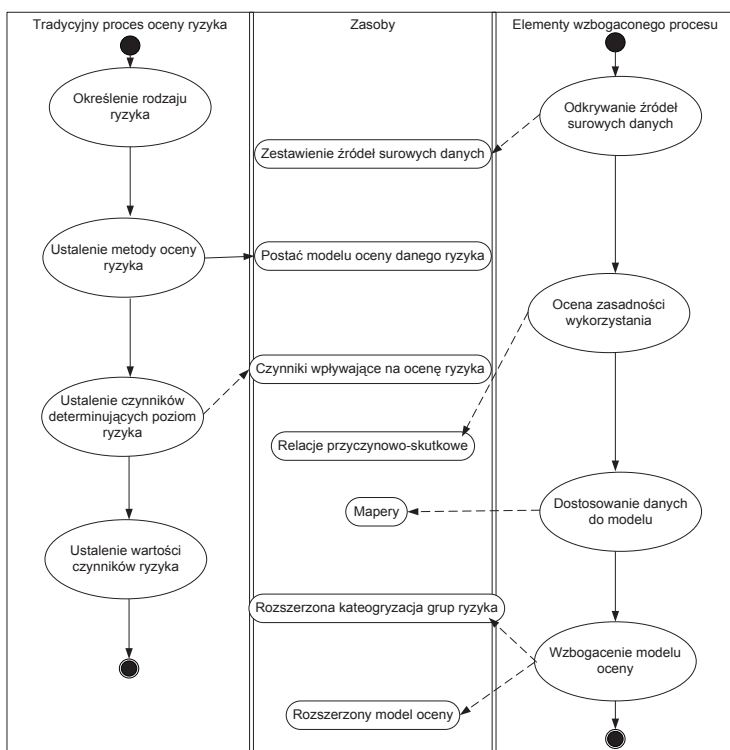 Tradycyjny proces oceny ryzyka
Zasoby
Elementy wzbogaconego procesu
Określenie rodzaju
ryzyka
Odkrywanie źródeł
surowych danych
Zestawienie źródeł surowych danych
Ustalenie metody oceny
ryzyka
Postać modelu oceny danego ryzyka
Ocena zasadności
wykorzystania
Czynniki wpływające na ocenę ryzyka
Ustalenie czynników
determinujących poziom
ryzyka
Relacje przyczynowo-skutkowe
Mapery
Dostosowanie danych
do modelu
Ustalenie wartości
czynników ryzyka
Rozszerzona kateogryzacja grup ryzyka
Wzbogacenie modelu
oceny
Rozszerzony model oceny